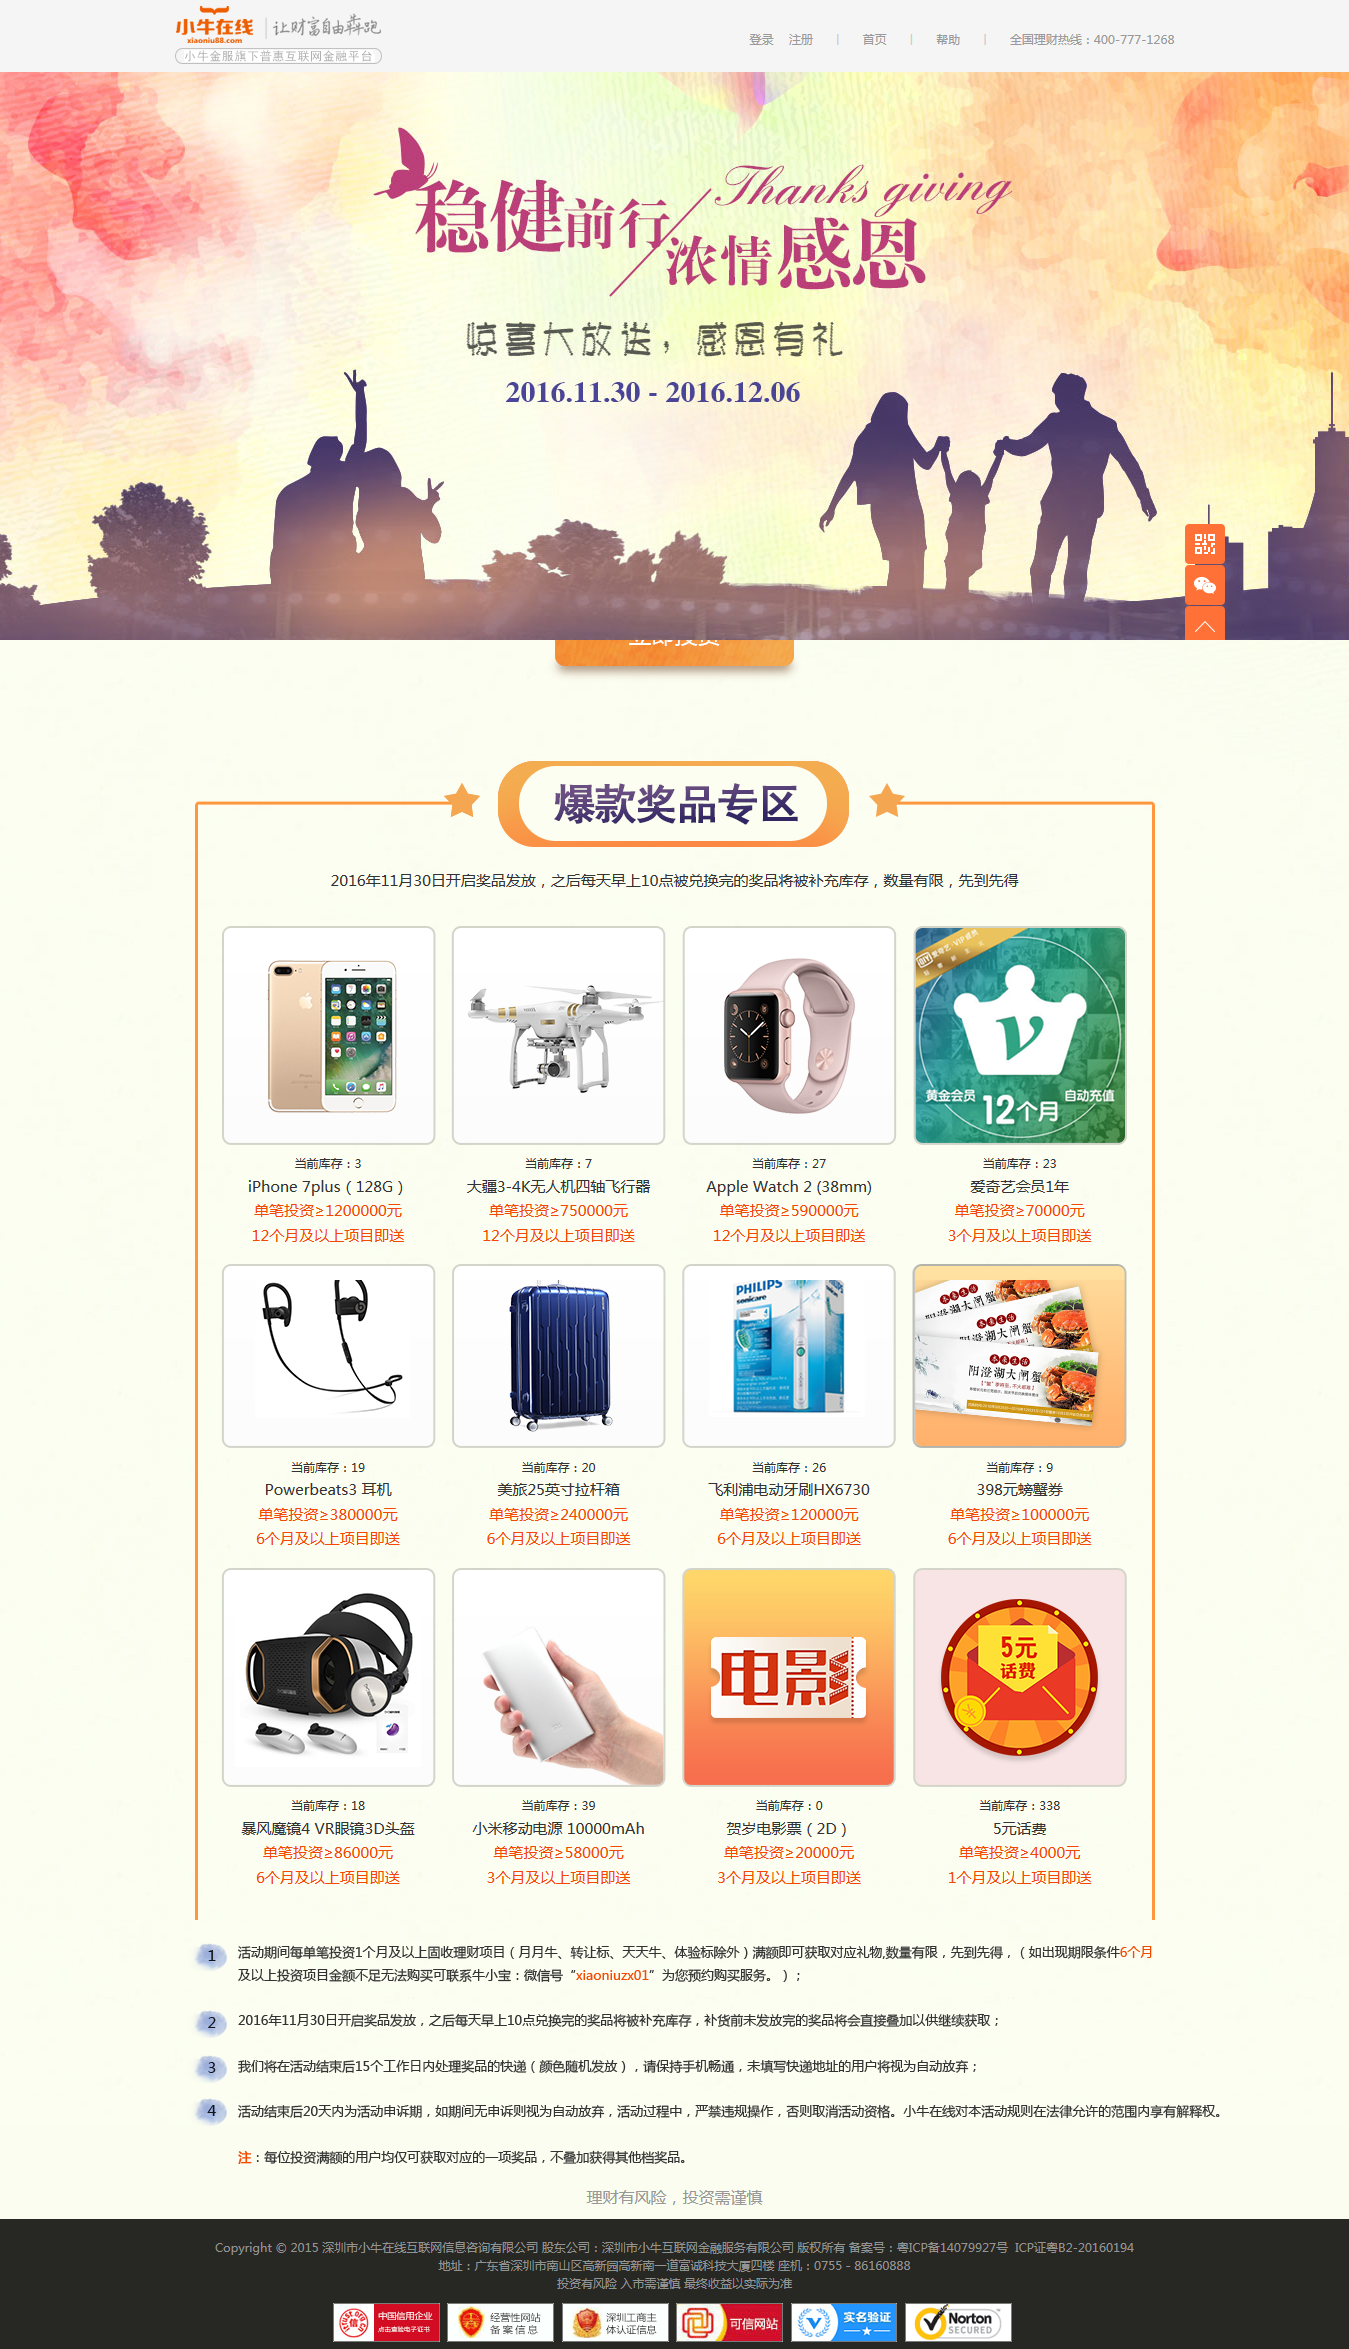 小牛在线 让财富自由犇跑
xiaoniu88.com
小牛金服旗下普惠互联网金融平台
登录 注册 | 首页 | 帮助 | 全国理财热线：400-777-1268
Thanks giving
稳健前行
浓情感恩
惊喜大放送，感恩有礼
2016.11.30 - 2016.12.06
立即投资
爆款奖品专区
2016年11月30日开启奖品发放，之后每天早上10点被兑换完的奖品将被补充库存，数量有限，先到先得
黄金会员 12个月 自动充值
当前库存：3 当前库存：7 当前库存：27 当前库存：23
iPhone 7plus（128G） 大疆3-4K无人机四轴飞行器 Apple Watch 2 (38mm) 爱奇艺会员1年
单笔投资≥1200000元 单笔投资≥750000元 单笔投资≥590000元 单笔投资≥70000元
12个月及以上项目即送 12个月及以上项目即送 12个月及以上项目即送 3个月及以上项目即送
PHILIPS
sonicare
阳澄湖大闸蟹
阳澄湖大闸蟹
阳澄湖大闸蟹
当前库存：19 当前库存：20 当前库存：26 当前库存：9
Powerbeats3 耳机 美旅25英寸拉杆箱 飞利浦电动牙刷HX6730 398元螃蟹券
单笔投资≥380000元 单笔投资≥240000元 单笔投资≥120000元 单笔投资≥100000元
6个月及以上项目即送 6个月及以上项目即送 6个月及以上项目即送 6个月及以上项目即送
电影
5元
话费
当前库存：18 当前库存：39 当前库存：0 当前库存：338
暴风魔镜4 VR眼镜3D头盔 小米移动电源 10000mAh 贺岁电影票（2D） 5元话费
单笔投资≥86000元 单笔投资≥58000元 单笔投资≥20000元 单笔投资≥4000元
6个月及以上项目即送 3个月及以上项目即送 3个月及以上项目即送 1个月及以上项目即送
1 活动期间每单笔投资1个月及以上固收理财项目（月月牛、转让标、天天牛、体验标除外）满额即可获取对应礼物,数量有限，先到先得，（如出现期限条件6个月
及以上投资项目金额不足无法购买可联系牛小宝：微信号“xiaoniuzx01”为您预约购买服务。）；
2 2016年11月30日开启奖品发放，之后每天早上10点兑换完的奖品将被补充库存，补货前未发放完的奖品将会直接叠加以供继续获取；
3 我们将在活动结束后15个工作日内处理奖品的快递（颜色随机发放），请保持手机畅通，未填写快递地址的用户将视为自动放弃；
4 活动结束后20天内为活动申诉期，如期间无申诉则视为自动放弃，活动过程中，严禁违规操作，否则取消活动资格。小牛在线对本活动规则在法律允许的范围内享有解释权。
注：每位投资满额的用户均仅可获取对应的一项奖品，不叠加获得其他档奖品。
理财有风险，投资需谨慎
Copyright © 2015 深圳市小牛在线互联网信息咨询有限公司 股东公司：深圳市小牛互联网金融服务有限公司 版权所有 备案号：粤ICP备14079927号 ICP证粤B2-20160194
地址：广东省深圳市南山区高新园高新南一道富诚科技大厦四楼 座机：0755 - 86160888
投资有风险 入市需谨慎 最终收益以实际为准
中国信用企业
点击查验电子证书
经营性网站
备案信息
深圳工商主
体认证信息
可信网站
实名验证
Norton
SECURED